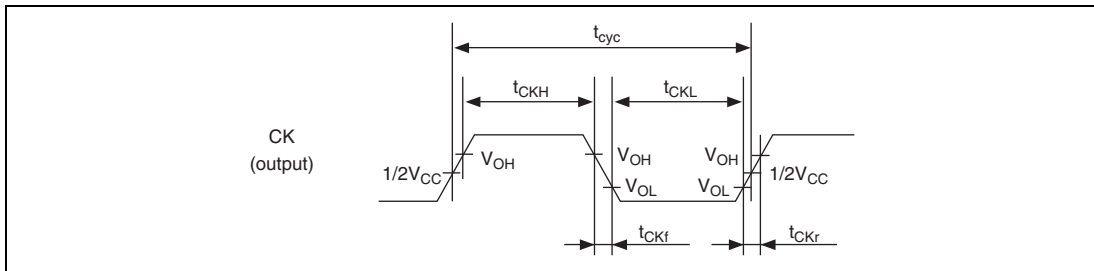 tcyc
tCKH
tCKL
CK
(output)
1/2VCC
VOH
VOH
VOL
VOH
VOL
1/2VCC
tCKf
tCKr